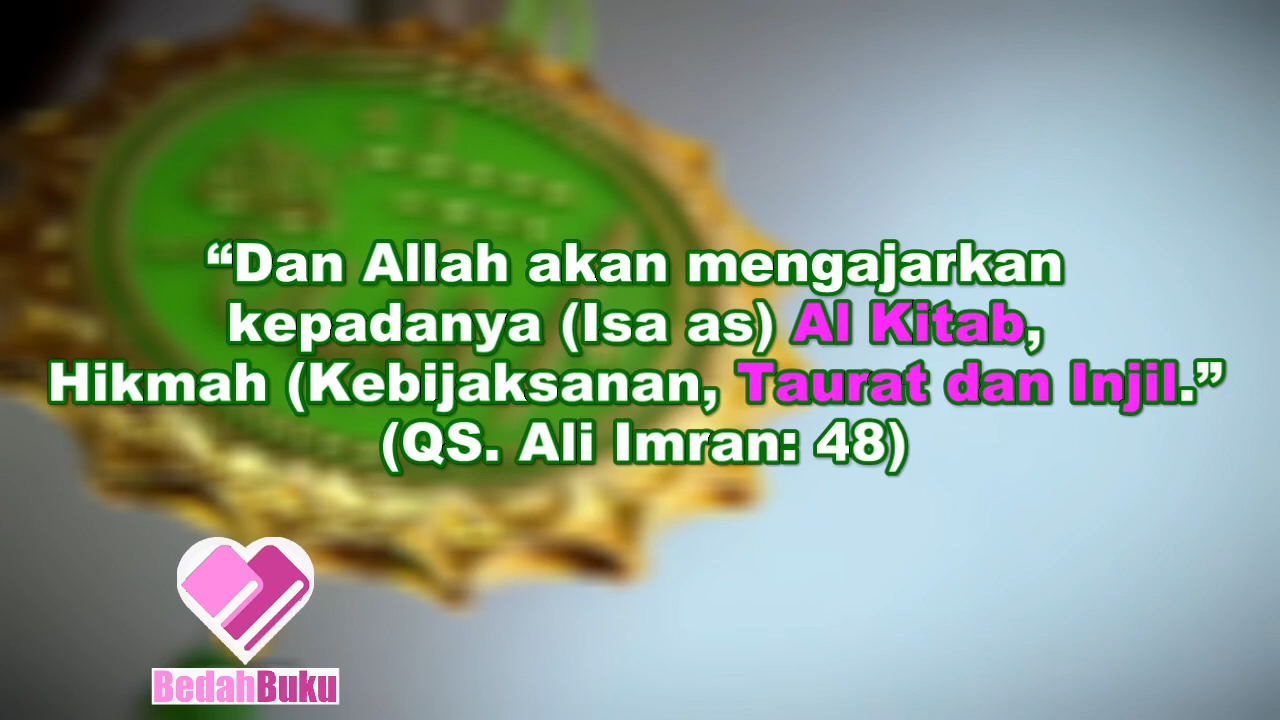 “Dan Allah akan mengajarkan
kepadanya (Isa as) Al Kitab,
Hikmah (Kebijaksanan, Taurat dan Injil.”
(QS. Ali Imran: 48)
BedahBuku